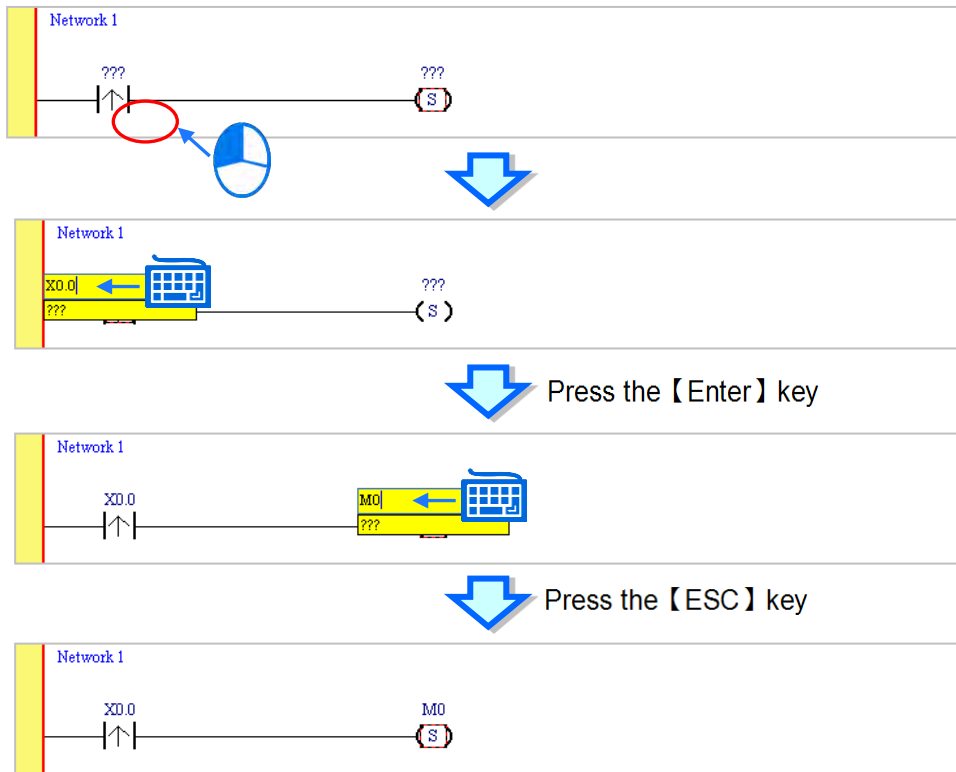 Network 1
??? ???
S
Network 1
X0.0
??? 
???
S
Press the【Enter】key
Network 1
X0.0
M0
???
Press the【ESC】key
Network 1
X0.0 M0
S